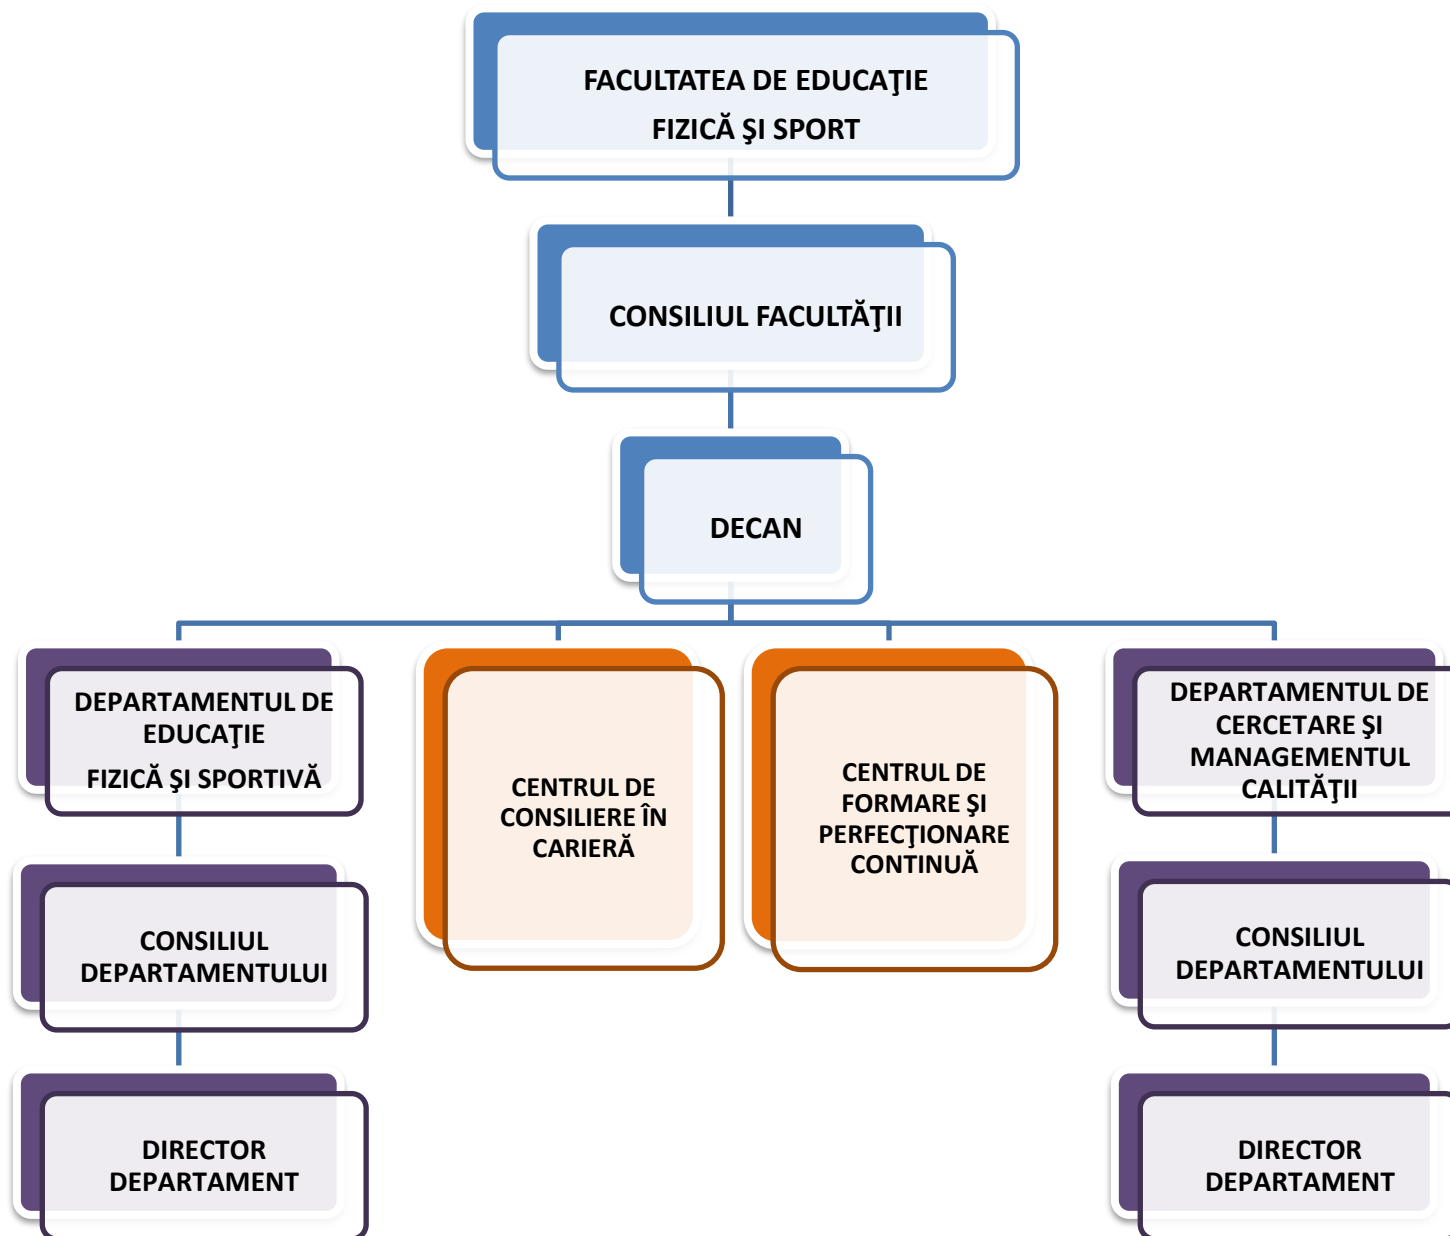 FACULTATEA DE EDUCAŢIE
FIZICĂ ŞI SPORT
CONSILIUL FACULTĂŢII
DECAN
DEPARTAMENTUL DE
EDUCAŢIE
FIZICĂ ŞI SPORTIVĂ
CENTRUL DE
CONSILIERE ÎN
CARIERĂ
CENTRUL DE
FORMARE ŞI
PERFECŢIONARE
CONTINUĂ
DEPARTAMENTUL DE
CERCETARE ŞI
MANAGEMENTUL
CALITĂŢII
CONSILIUL
DEPARTAMENTULUI
CONSILIUL
DEPARTAMENTULUI
DIRECTOR
DEPARTAMENT
DIRECTOR
DEPARTAMENT